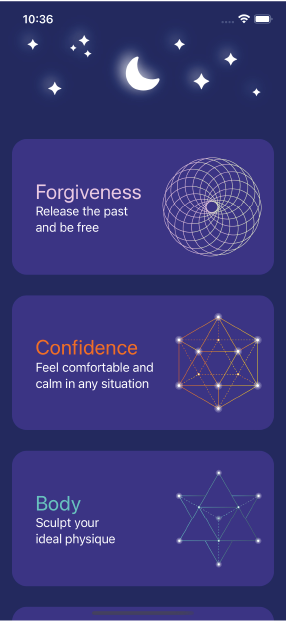 10:36
Forgiveness
Release the past
and be free
Confidence
Feel comfortable and
calm in any situation
Body
Sculpt your
ideal physique